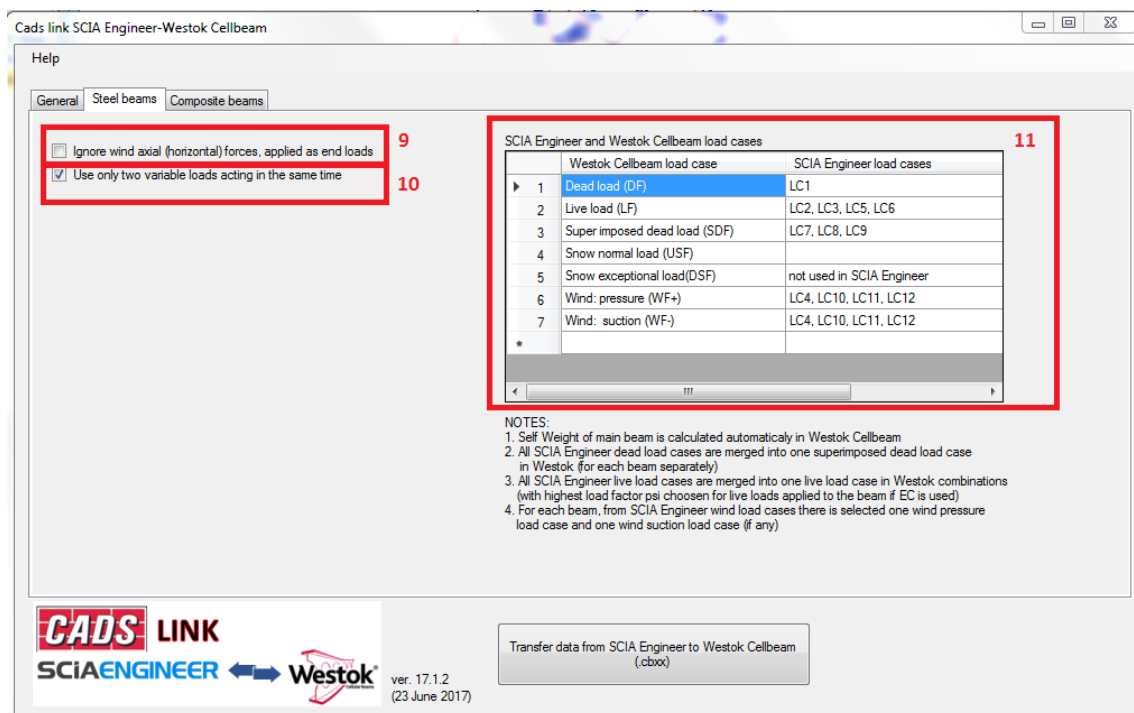 Cads link SCIA Engineer-Westok Cellbeam
Help
General Steel beams Composite beams
Ignore wind axial (horizontal) forces, applied as end loads
9
Use only two variable loads acting in the same time
10
SCIA Engineer and Westok Cellbeam load cases
11
Westok Cellbeam load case SCIA Engineer load cases
1 Dead load (DF) LC1
2 Live load (LF) LC2, LC3, LC5, LC6
3 Super imposed dead load (SDF) LC7, LC8, LC9
4 Snow normal load (USF)
5 Snow exceptional load(DSF) not used in SCIA Engineer
6 Wind: pressure (WF+) LC4, LC10, LC11, LC12
7 Wind: suction (WF-) LC4, LC10, LC11, LC12
*
NOTES:
1. Self Weight of main beam is calculated automaticaly in Westok Cellbeam
2. All SCIA Engineer dead load cases are merged into one superimposed dead load case
in Westok (for each beam separately)
3. All SCIA Engineer live load cases are merged into one live load case in Westok combinations
(with highest load factor psi choosen for live loads applied to the beam if EC is used)
4. For each beam, from SCIA Engineer wind load cases there is selected one wind pressure
load case and one wind suction load case (if any)
CADS LINK
SCiAENGINEER Westok
Cellular Beams
ver. 17.1.2
(23 June 2017)
Transfer data from SCIA Engineer to Westok Cellbeam
(.cbxx)